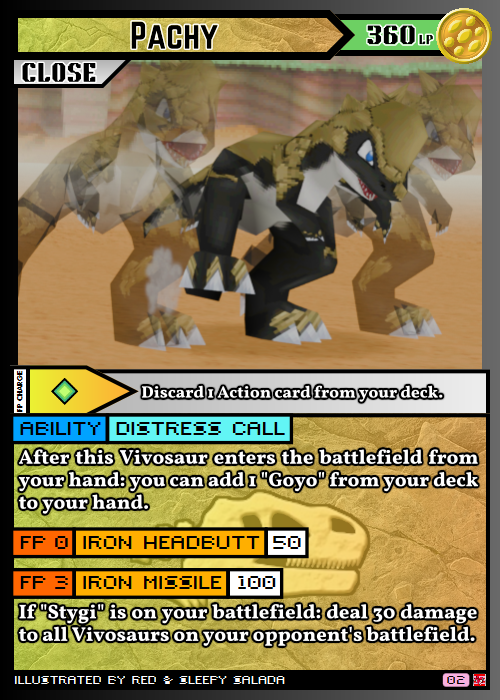 PACHY
360 LP
CLOSE
FP CHARGE
Discard 1 Action card from your deck.
ABILITY DISTRESS CALL
After this Vivosaur enters the battlefield from
your hand: you can add 1 "Goyo" from your deck
to your hand.
FP 0 IRON HEADBUTT 50
FP 3 IRON MISSILE 100
If "Stygi" is on your battlefield: deal 30 damage
to all Vivosaurs on your opponent's battlefield.
ILLUSTRATED BY RED & SLEEPY SALADA
02